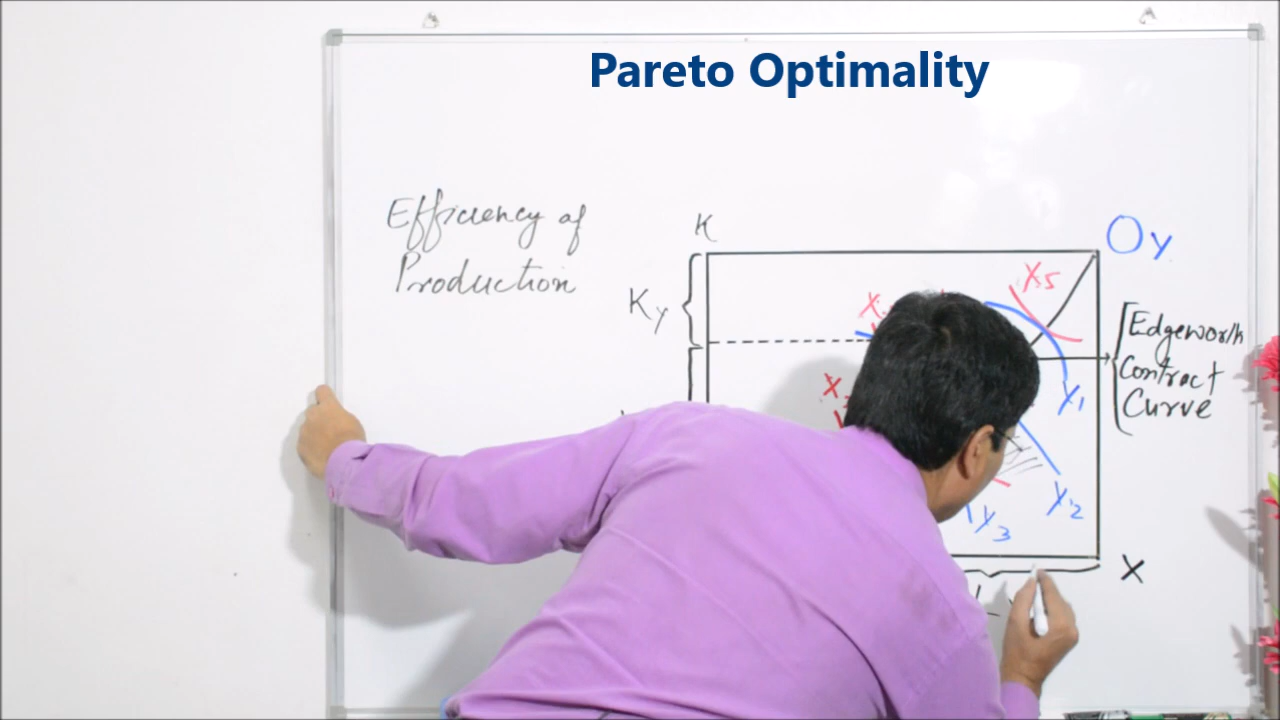 Pareto Optimality
Efficiency of
Production
K
Oy
Ky
X5
Edgeworth
Contract
Curve
Y1
Y2
Y3
X